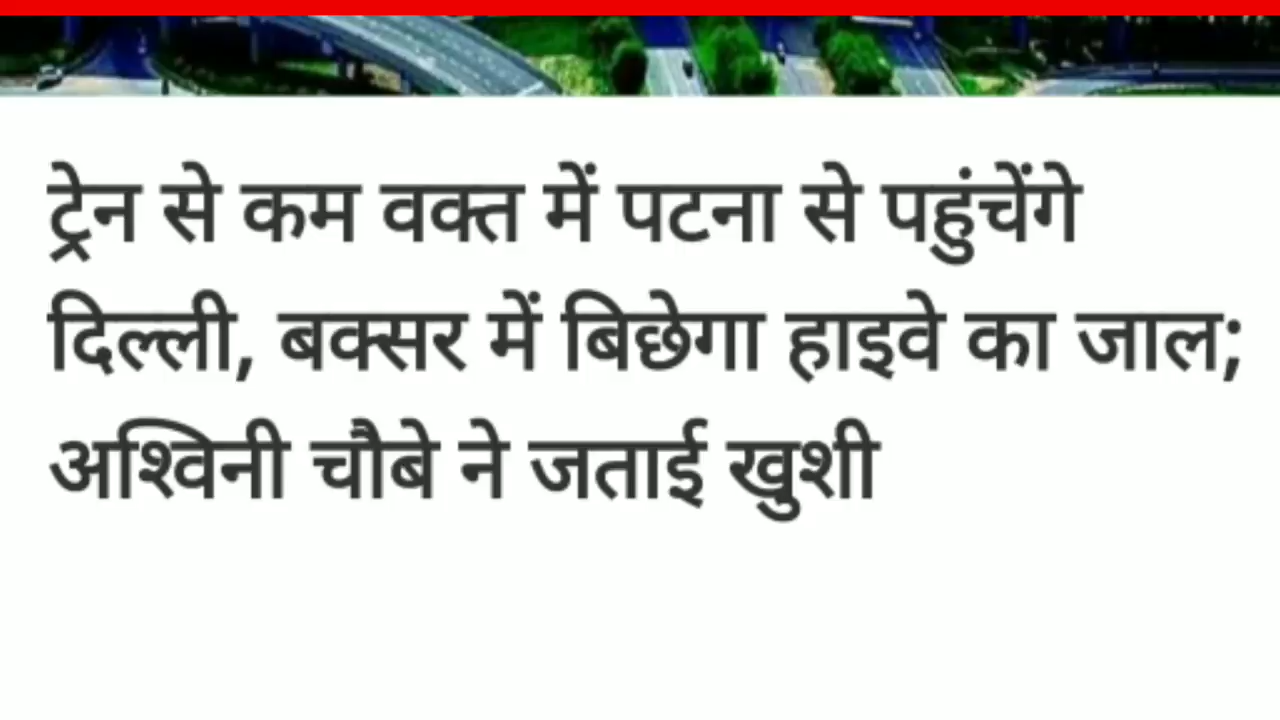 ट्रेन से कम वक्त में पटना से पहुंचेंगे
दिल्ली, बक्सर में बिछेगा हाइवे का जाल;
अश्विनी चौबे ने जताई खुशी